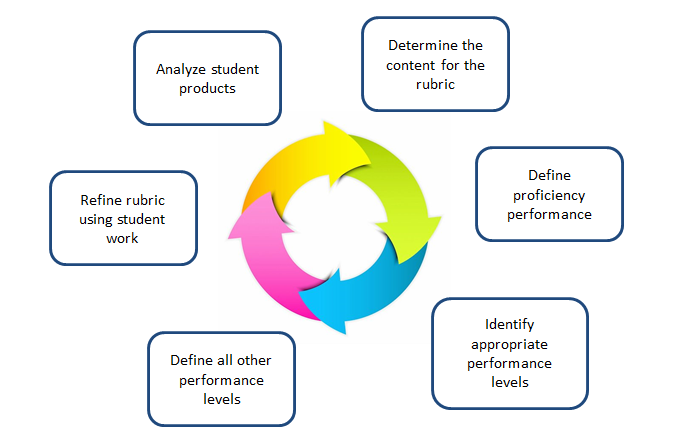 Determine the
content for the
rubric
Define
proficiency
performance
Identify
appropriate
performance
levels
Define all other
performance
levels
Refine rubric
using student
work
Analyze student
products